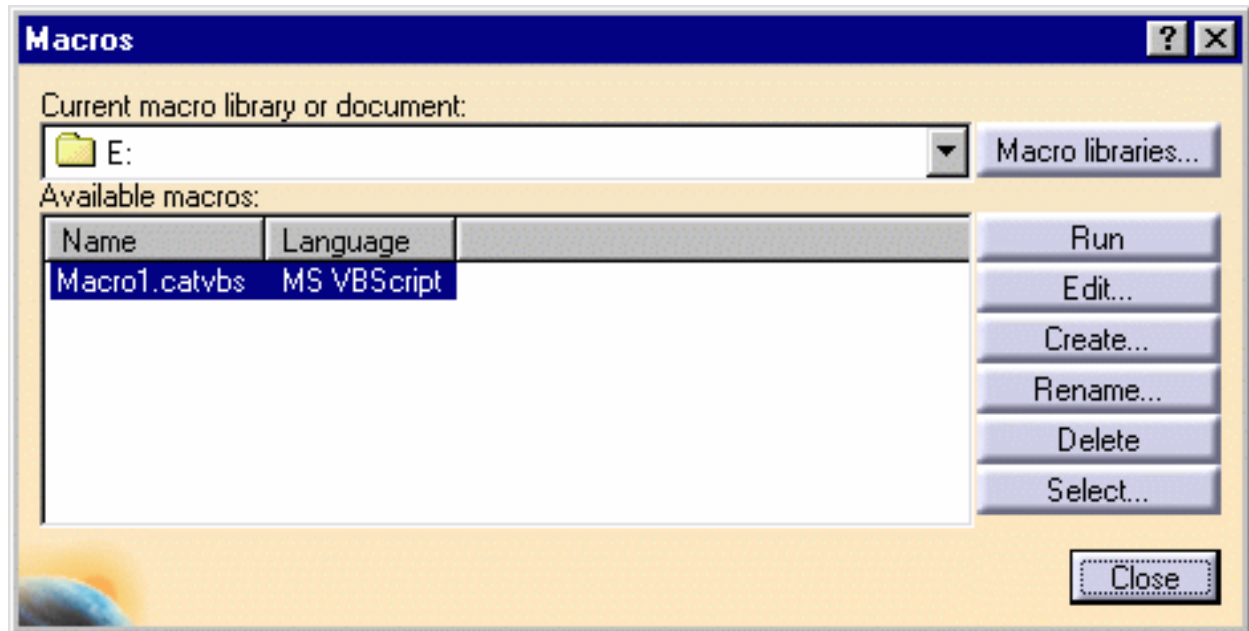 Macros
Current macro library or document:
E:
Macro libraries...
Available macros:
Name Language
Macro1.catvbs MS VBScript
Run
Edit...
Create...
Rename...
Delete
Select...
Close